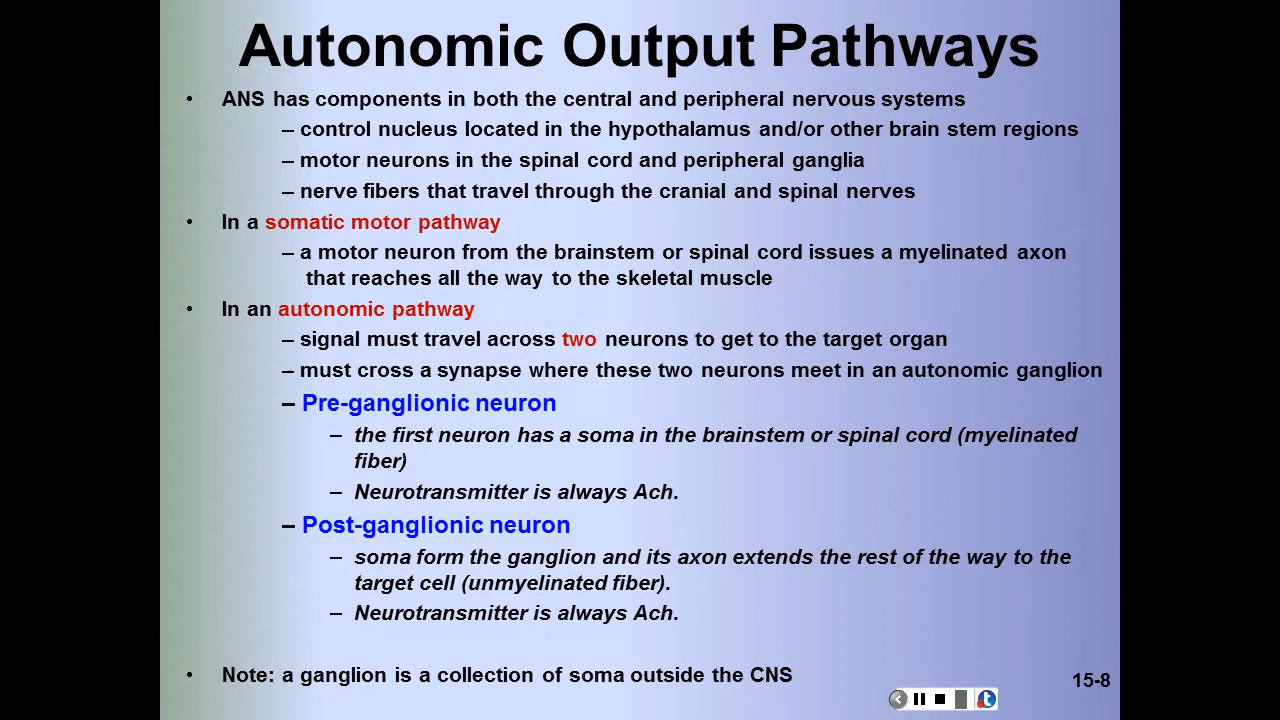 Autonomic Output Pathways
• ANS has components in both the central and peripheral nervous systems
– control nucleus located in the hypothalamus and/or other brain stem regions
– motor neurons in the spinal cord and peripheral ganglia
– nerve fibers that travel through the cranial and spinal nerves
• In a somatic motor pathway
– a motor neuron from the brainstem or spinal cord issues a myelinated axon
that reaches all the way to the skeletal muscle
• In an autonomic pathway
– signal must travel across two neurons to get to the target organ
– must cross a synapse where these two neurons meet in an autonomic ganglion
– Pre-ganglionic neuron
– the first neuron has a soma in the brainstem or spinal cord (myelinated
fiber)
– Neurotransmitter is always Ach.
– Post-ganglionic neuron
– soma form the ganglion and its axon extends the rest of the way to the
target cell (unmyelinated fiber).
– Neurotransmitter is always Ach.
• Note: a ganglion is a collection of soma outside the CNS
15-8
t